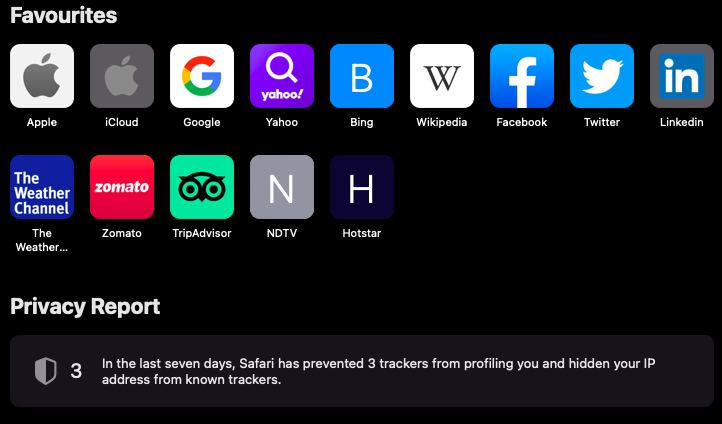 Favourites
G
yahoo!
B
W
f
in
Apple
iCloud
Google
Yahoo
Bing
Wikipedia
Facebook
Twitter
Linkedin
The
Weather
Channel
zomato
N
H
The
Weather...
Zomato
TripAdvisor
NDTV
Hotstar
Privacy Report
3
In the last seven days, Safari has prevented 3 trackers from profiling you and hidden your IP
address from known trackers.